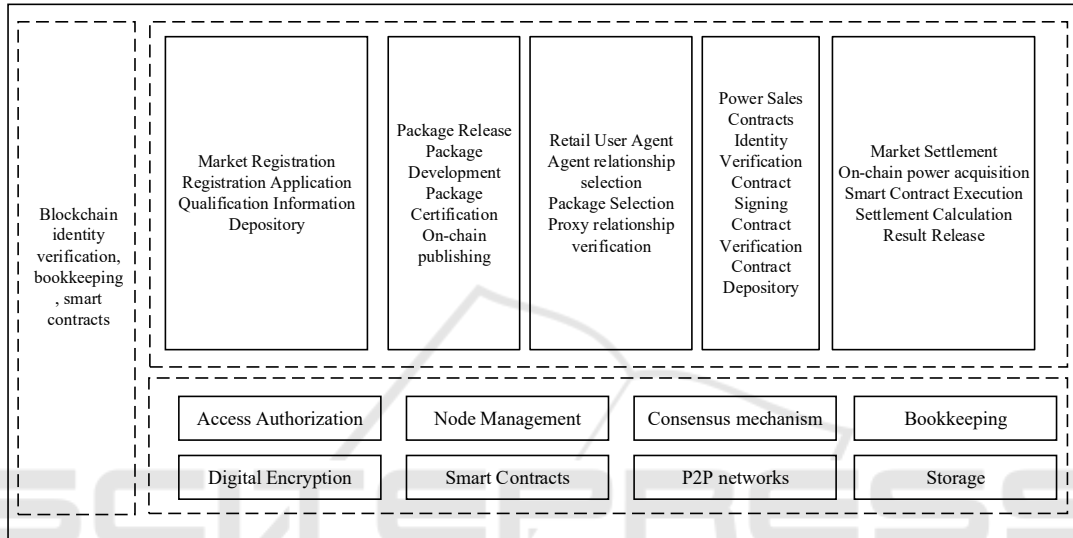 Blockchain
identity
verification,
bookkeeping
, smart
contracts
Market Registration
Registration Application
Qualification Information
Depository
Package Release
Package
Development
Package
Certification
On-chain
publishing
Retail User Agent
Agent relationship
selection
Package Selection
Proxy relationship
verification
Power Sales
Contracts
Identity
Verification
Contract
Signing
Contract
Verification
Contract
Depository
Market Settlement
On-chain power acquisition
Smart Contract Execution
Settlement Calculation
Result Release
Access Authorization
Node Management
Consensus mechanism
Bookkeeping
Digital Encryption
Smart Contracts
P2P networks
Storage
SCITEPRESS